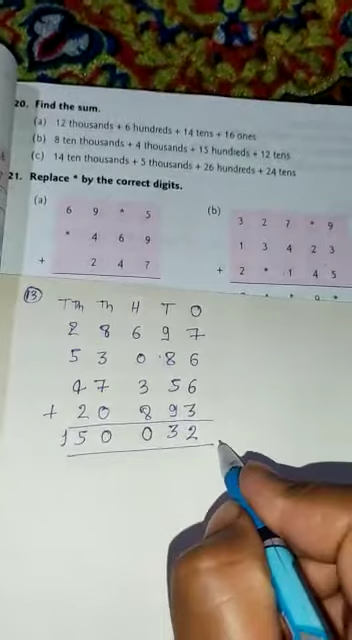 20. Find the sum.
(a) 12 thousands + 6 hundreds + 14 tens + 16 ones
(b) 8 ten thousands + 4 thousands + 15 hundreds + 12 tens
(c) 14 ten thousands + 5 thousands + 26 hundreds + 24 tens
21. Replace * by the correct digits.
(a)
6 9 * 5
* 4 6 9
+ 2 4 7
(b)
3 2 7 * 9
1 3 4 2 3
+ 2 * 1 4 5
13 TTh Th H T O
2 8 6 9 7
5 3 0 8 6
4 7 3 5 6
+ 2 0 8 9 3
1 5 0 0 3 2